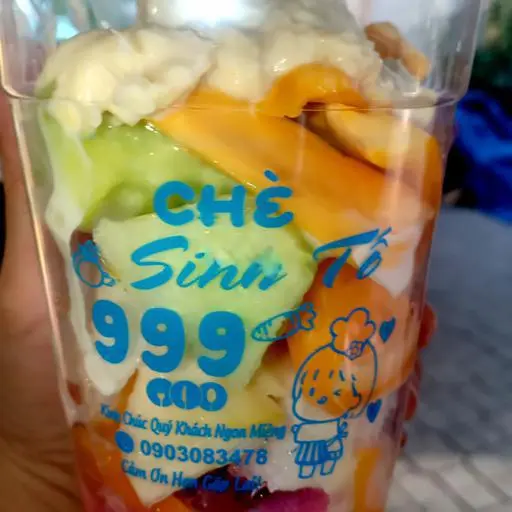 CHÈ
Sinh Tố
999
Kính Chúc Quý Khách Ngon Miệng
0903083478
Cảm Ơn Hẹn Gặp Lại!